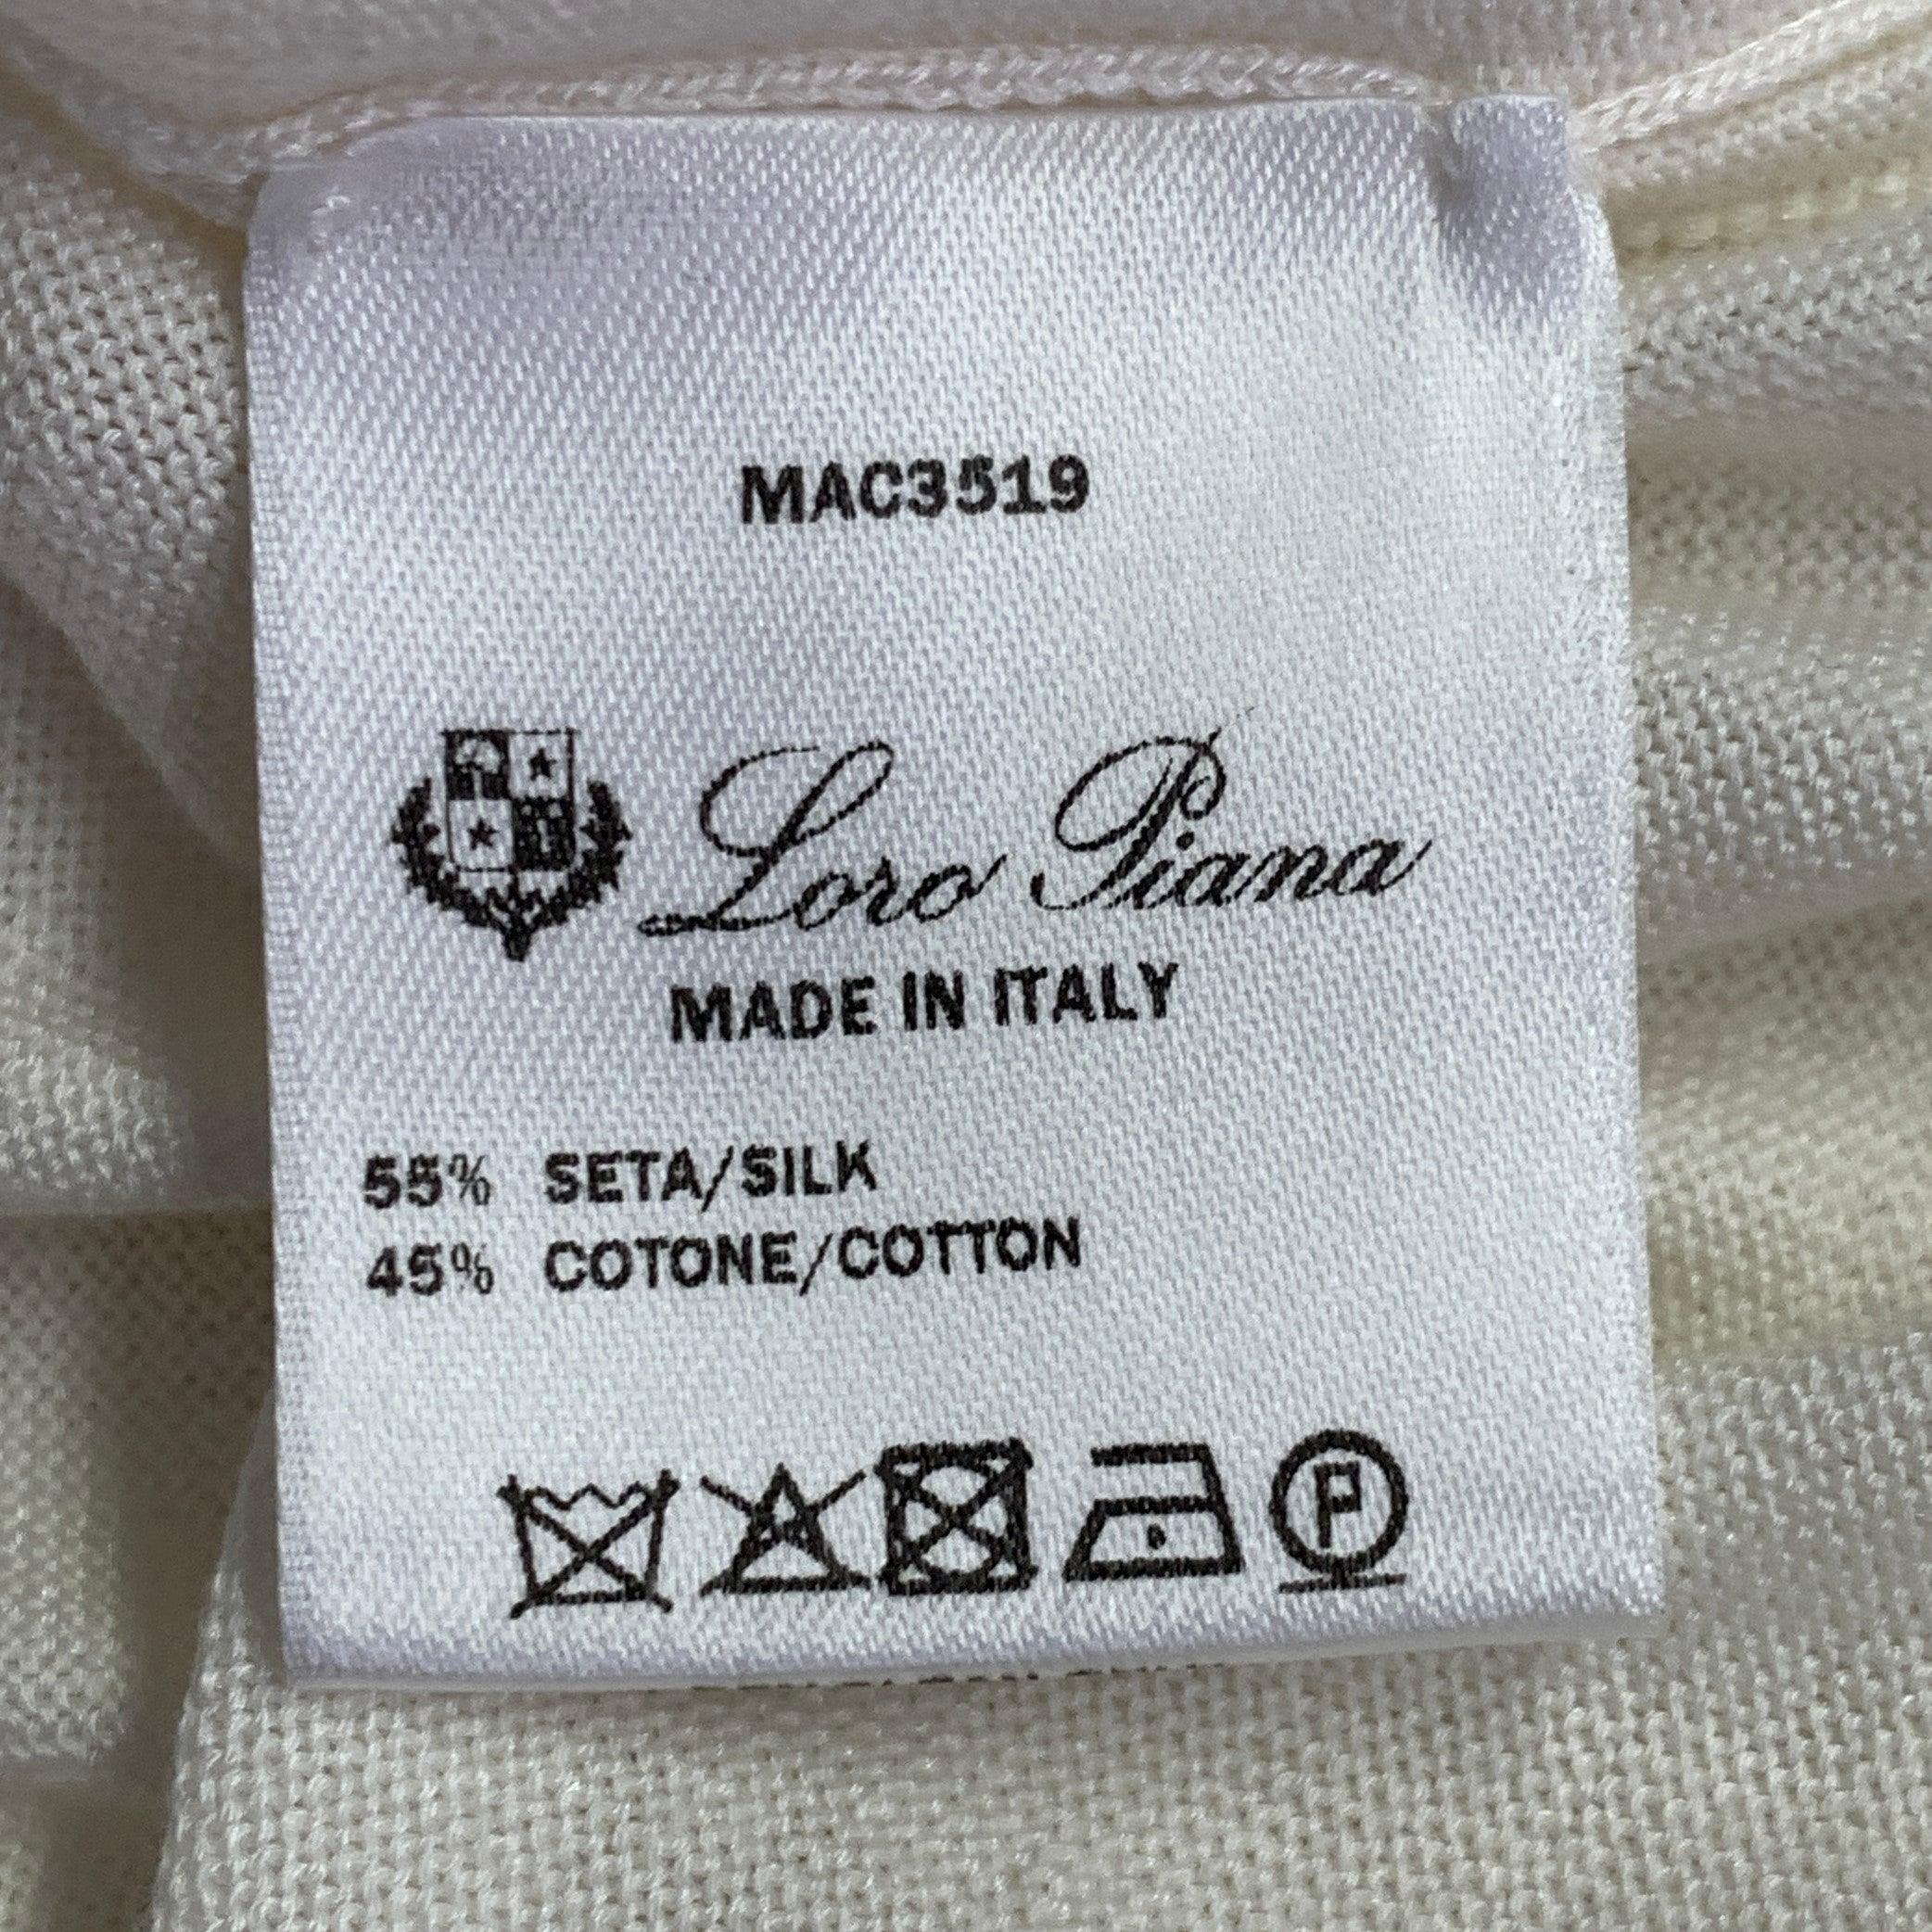 MAC3519
Loro Piana
MADE IN ITALY
55% SETA/SILK
45% COTONE/COTTON
P